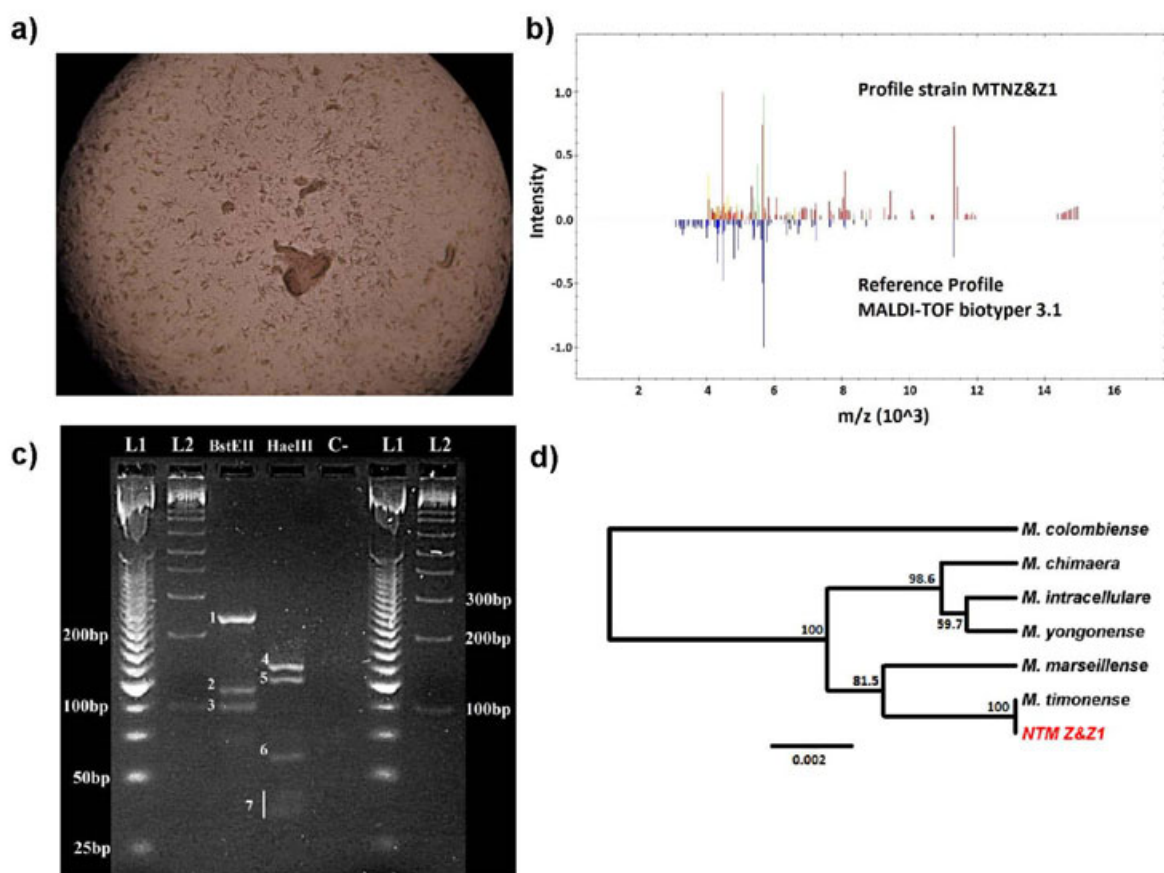 a)
b)
Profile strain MTNZ&Z1
Reference Profile
MALDI-TOF biotyper 3.1
Intensity
1.0
0.5
0.0
-0.5
-1.0
2 4 6 8 10 12 14 16
m/z (10^3)
c)
L1 L2 BstEII HaeIII C- L1 L2
200bp
100bp
50bp
25bp
1
2
3
4
5
6
7
300bp
200bp
100bp
d)
M. colombiense
M. chimaera
M. intracellulare
M. yongonense
M. marseillense
M. timonense
NTM Z&Z1
98.6
59.7
100
81.5
100
0.002